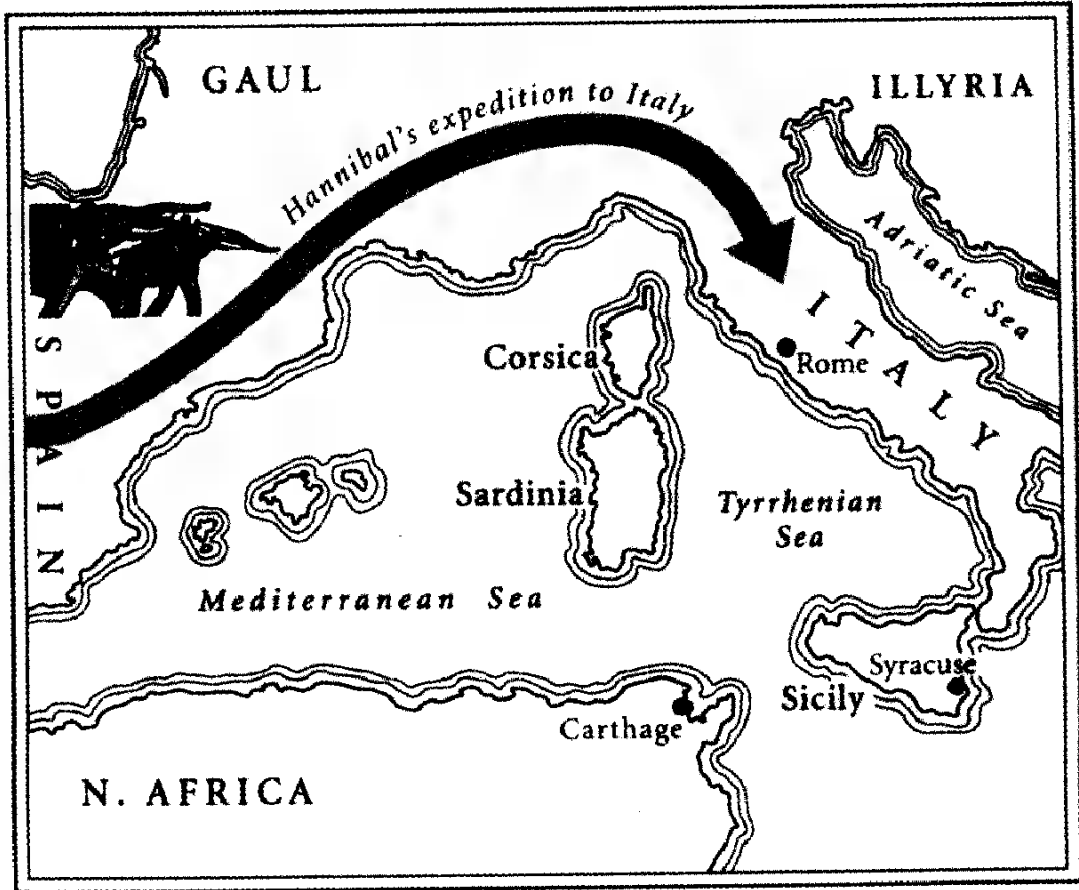 GAUL
ILLYRIA
Hannibal's expedition to Italy
Adriatic Sea
SPAIN
ITALY
Rome
Corsica
Sardinia
Tyrrhenian
Sea
Mediterranean Sea
Syracuse
Sicily
Carthage
N. AFRICA